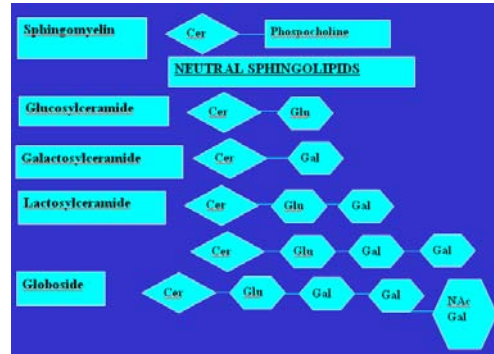 Sphingomyelin Cer Phospocholine
NEUTRAL SPHINGOLIPIDS
Glucosylceramide Cer Glu
Galactosylceramide Cer Gal
Lactosylceramide Cer Glu Gal
Cer Glu Gal Gal
Globoside Cer Glu Gal Gal NAc
Gal